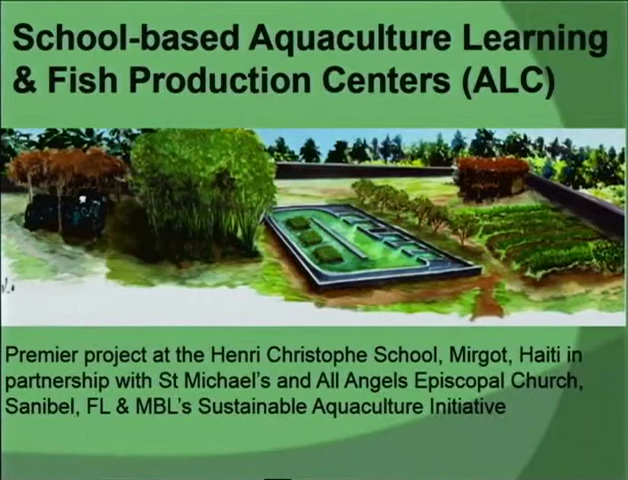 School-based Aquaculture Learning
& Fish Production Centers (ALC)
Premier project at the Henri Christophe School, Mirgot, Haiti in
partnership with St Michael's and All Angels Episcopal Church,
Sanibel, FL & MBL's Sustainable Aquaculture Initiative